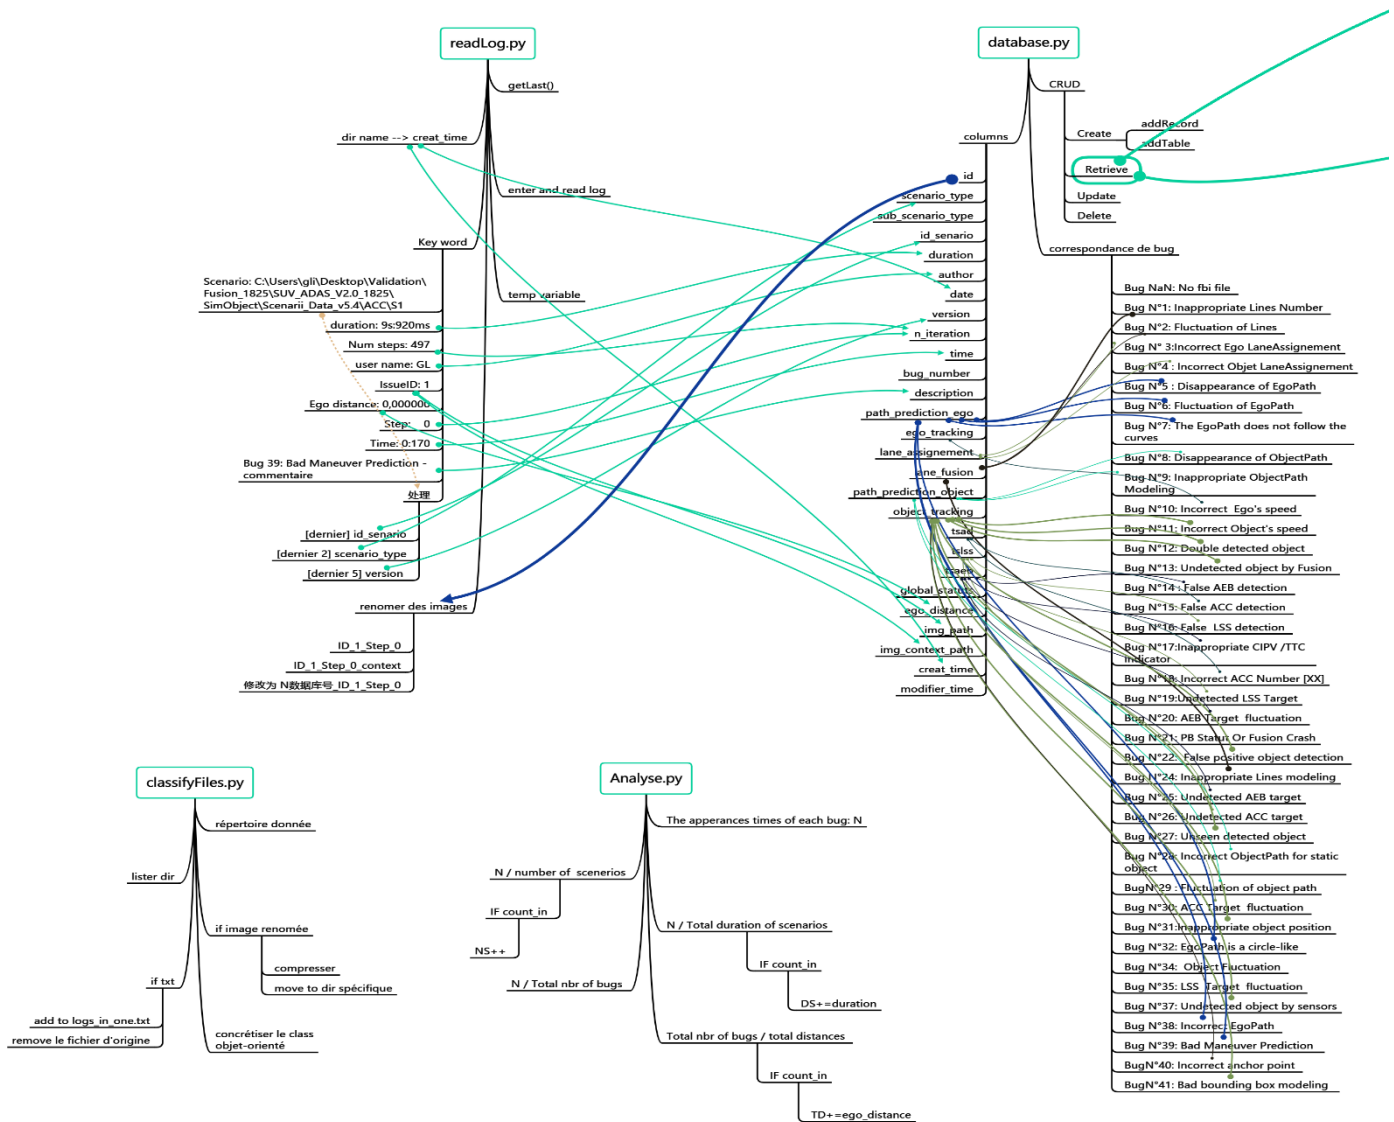 readLog.py
getLast()
dir name --> creat_time
enter and read log
Key word
Scenario: C:\Users\gli\Desktop\Validation\
Fusion_1825\SUV_ADAS_V2.0_1825\
SimObject\Scenarii_Data_v5.4\ACC\S1
temp variable
duration: 9s:920ms
Num steps: 497
user name: GL
IssueID: 1
Ego distance: 0,000000
Step: 0
Time: 0:170
Bug 39: Bad Maneuver Prediction -
commentaire
处理
[dernier] id_senario
[dernier 2] scenario_type
[dernier 5] version
renomer des images
ID_1_Step_0
ID_1_Step_0_context
修改为 N数据库号_ID_1_Step_0
database.py
CRUD
Create
addRecord
addTable
Retrieve
Update
Delete
columns
id
scenario_type
sub_scenario_type
id_senario
duration
author
date
version
n_iteration
time
bug_number
description
path_prediction_ego
ego_tracking
lane_assignement
lane_fusion
path_prediction_object
object_tracking
tsad
tslss
tsaeb
global_statuts
ego_distance
img_path
img_context_path
creat_time
modifier_time
correspondance de bug
Bug NaN: No fbi file
Bug N°1: Inappropriate Lines Number
Bug N°2: Fluctuation of Lines
Bug N° 3:Incorrect Ego LaneAssignement
Bug N°4 : Incorrect Objet LaneAssignement
Bug N°5 : Disappearance of EgoPath
Bug N°6: Fluctuation of EgoPath
Bug N°7: The EgoPath does not follow the
curves
Bug N°8: Disappearance of ObjectPath
Bug N°9: Inappropriate ObjectPath
Modeling
Bug N°10: Incorrect Ego's speed
Bug N°11: Incorrect Object's speed
Bug N°12: Double detected object
Bug N°13: Undetected object by Fusion
Bug N°14 : False AEB detection
Bug N°15: False ACC detection
Bug N°16: False LSS detection
Bug N°17:Inappropriate CIPV /TTC
indicator
Bug N°18: Incorrect ACC Number [XX]
Bug N°19:Undetected LSS Target
Bug N°20: AEB Target fluctuation
Bug N°21: PB Statut Or Fusion Crash
Bug N°22: False positive object detection
Bug N°24: Inappropriate Lines modeling
Bug N°25: Undetected AEB target
Bug N°26: Undetected ACC target
Bug N°27: Unseen detected object
Bug N°28: Incorrect ObjectPath for static
object
BugN°29 : Fluctuation of object path
Bug N°30: ACC Target fluctuation
Bug N°31:Inappropriate object position
Bug N°32: EgoPath is a circle-like
Bug N°34: Object Fluctuation
Bug N°35: LSS Target fluctuation
Bug N°37: Undetected object by sensors
Bug N°38: Incorrect EgoPath
Bug N°39: Bad Maneuver Prediction
BugN°40: Incorrect anchor point
BugN°41: Bad bounding box modeling
classifyFiles.py
répertoire donnée
lister dir
if image renomée
compresser
move to dir spécifique
if txt
add to logs_in_one.txt
remove le fichier d'origine
concrétiser le class
objet-orienté
Analyse.py
The apperances times of each bug: N
N / number of scenerios
IF count_in
NS++
N / Total duration of scenarios
IF count_in
DS+=duration
N / Total nbr of bugs
Total nbr of bugs / total distances
IF count_in
TD+=ego_distance